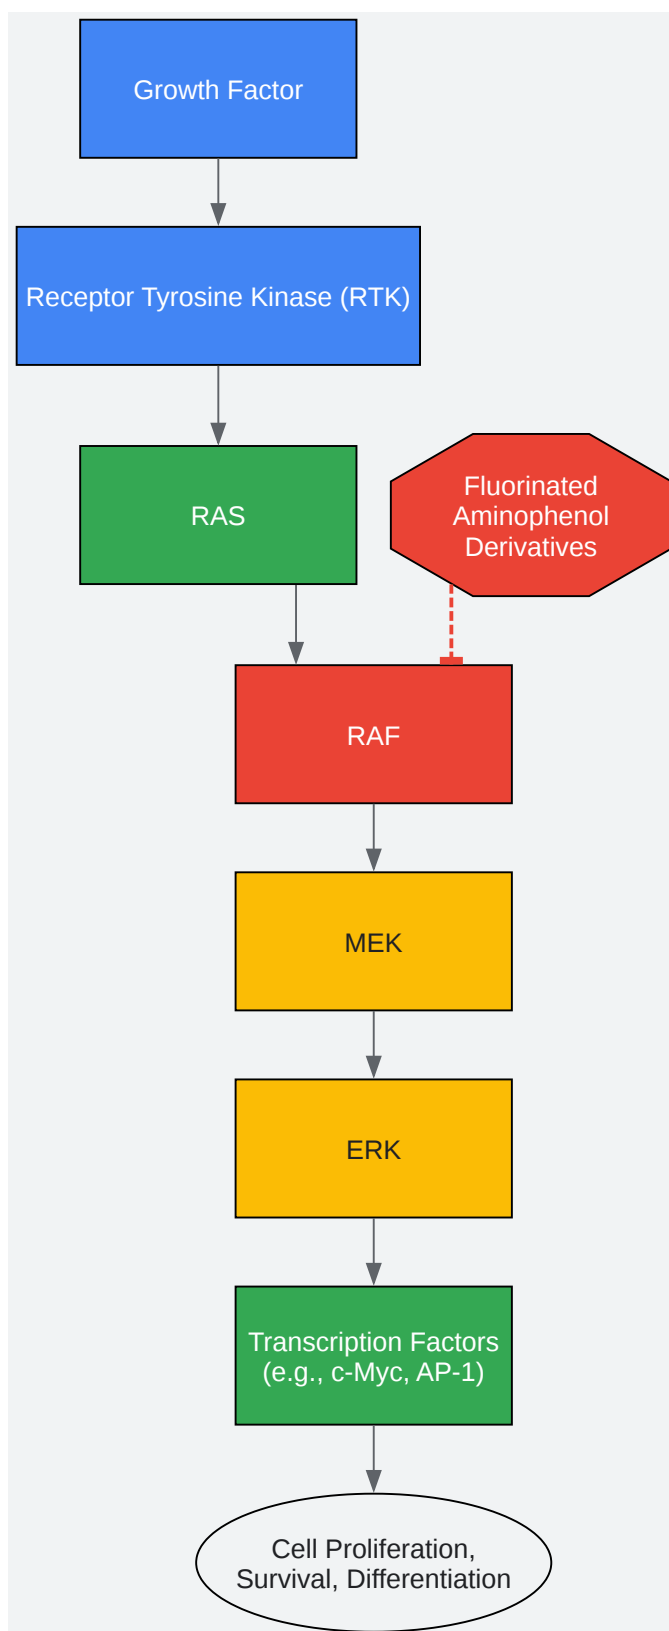 Growth Factor
Receptor Tyrosine Kinase (RTK)
RAS
Fluorinated
Aminophenol
Derivatives
RAF
MEK
ERK
Transcription Factors
(e.g., c-Myc, AP-1)
Cell Proliferation,
Survival, Differentiation